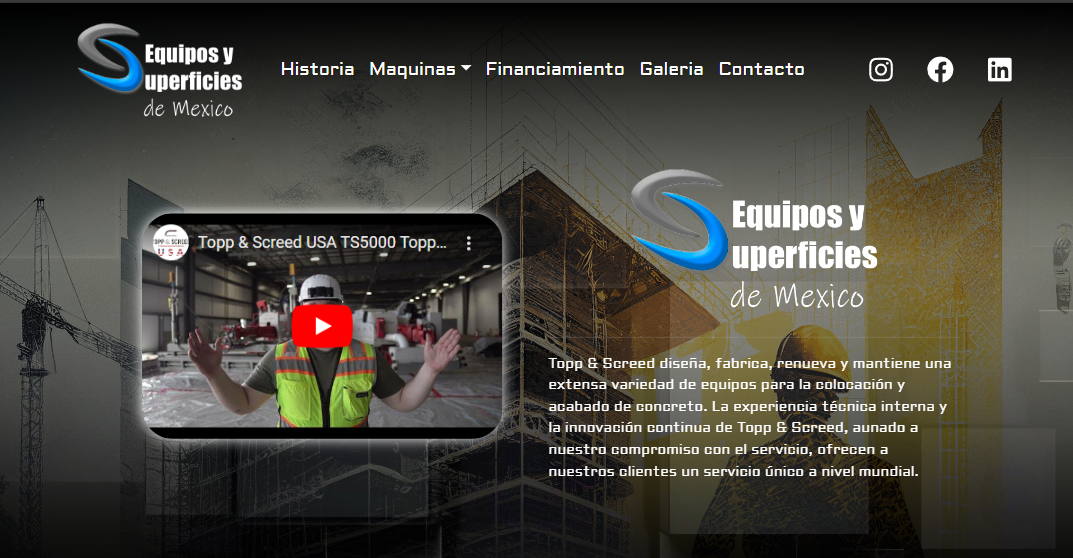 Equipos y
uperficies
de Mexico
Historia Maquinas Financiamiento Galeria Contacto
TOPP & SCREED
USA
Topp & Screed USA TS5000 Topp...
Equipos y
uperficies
de Mexico
Topp & Screed diseña, fabrica, renueva y mantiene una
extensa variedad de equipos para la colocación y
acabado de concreto. La experiencia técnica interna y
la innovación continua de Topp & Screed, aunado a
nuestro compromiso con el servicio, ofrecen a
nuestros clientes un servicio único a nivel mundial.